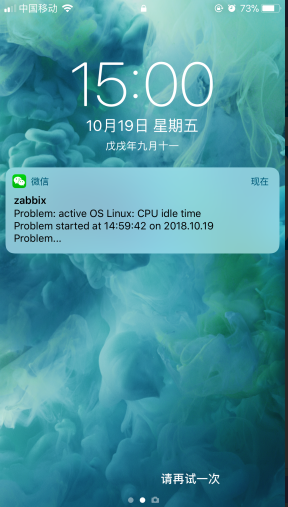 中国移动 73%
15:00
10月19日 星期五
戊戌年九月十一
微信 现在
zabbix
Problem: active OS Linux: CPU idle time
Problem started at 14:59:42 on 2018.10.19
Problem...
请再试一次